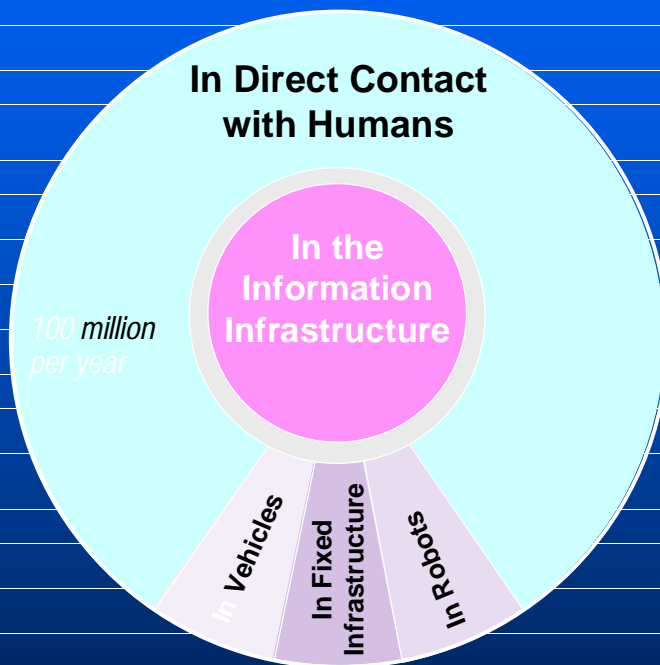 In Direct Contact
with Humans
In the
Information
Infrastructure
100 million
per year
In Vehicles
In Fixed
Infrastructure
In Robots